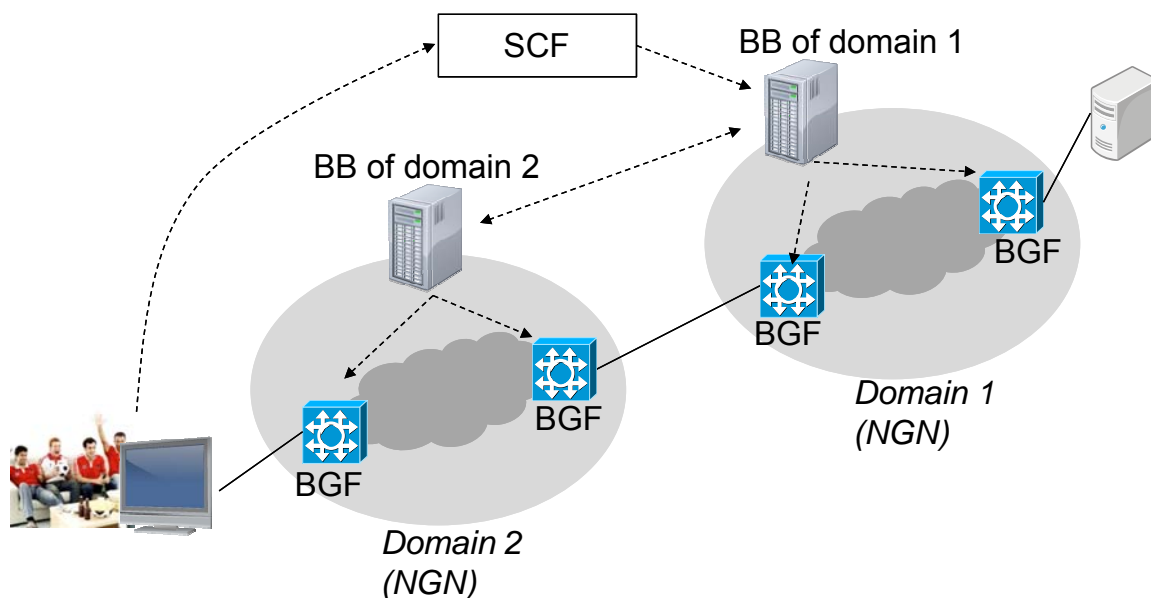 SCF
BB of domain 1
BB of domain 2
BGF
BGF
BGF
BGF
Domain 1
(NGN)
Domain 2
(NGN)